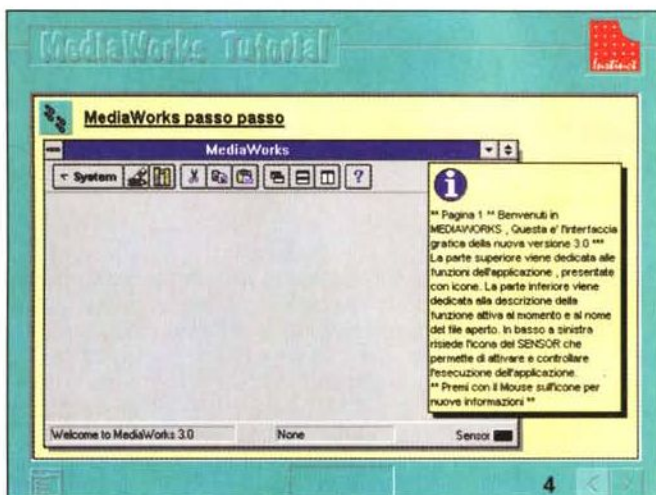 MediaWorks Tutorial
Instinct
MediaWorks passo passo
MediaWorks
System
?
i
** Pagina 1 ** Benvenuti in
MEDIAWORKS , Questa e' l'interfaccia
grafica della nuova versione 3.0 ***
La parte superiore viene dedicata alle
funzioni dell'applicazione , presentate
con icone. La parte inferiore viene
dedicata alla descrizione della
funzione attiva al momento e al nome
del file aperto. In basso a sinistra
risiede l'icona del SENSOR che
permette di attivare e controllare
l'esecuzione dell'applicazione.
** Premi con il Mouse sull'icone per
nuove informazioni **
Welcome to MediaWorks 3.0
None
Sensor
4